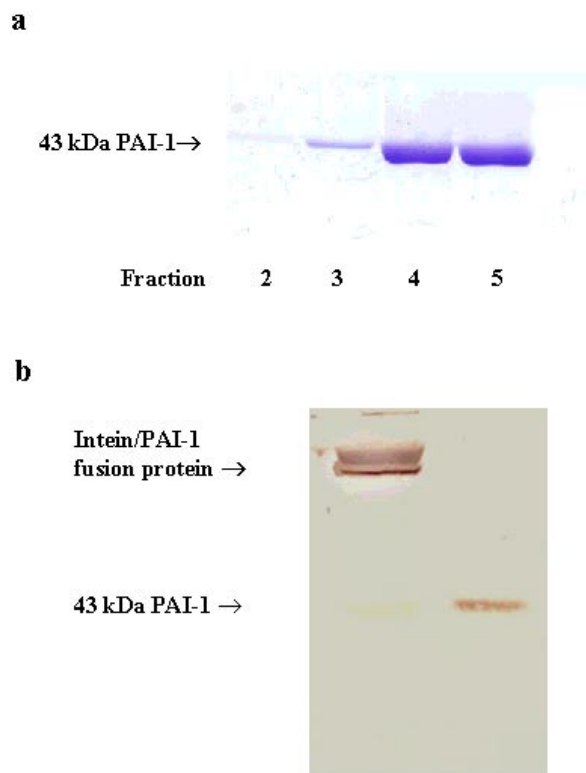 a
43 kDa PAI-1→
Fraction 2 3 4 5
b
Intein/PAI-1
fusion protein →
43 kDa PAI-1 →